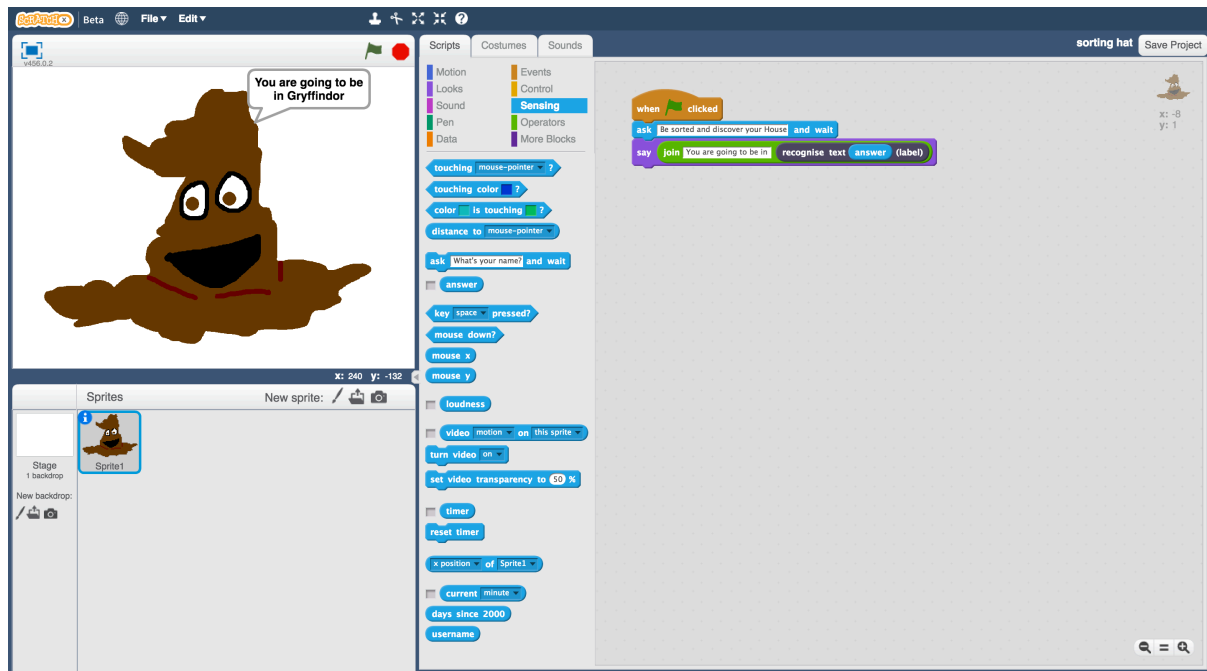 SCRATCHX Beta File▾ Edit▾
v456.0.2
You are going to be
in Gryffindor
x: 240 y: -132
Sprites New sprite:
Sprite1
Stage
1 backdrop
New backdrop:
Scripts Costumes Sounds
sorting hat Save Project
Motion Events
Looks Control
Sound Sensing
Pen Operators
Data More Blocks
touching mouse-pointer ?
touching color ?
color is touching ?
distance to mouse-pointer
ask What's your name? and wait
answer
key space pressed?
mouse down?
mouse x
mouse y
loudness
video motion on this sprite
turn video on
set video transparency to 50 %
timer
reset timer
x position of Sprite1
current minute
days since 2000
username
when clicked
ask Be sorted and discover your House and wait
say join You are going to be in recognise text answer (label)
x: -8
y: 1